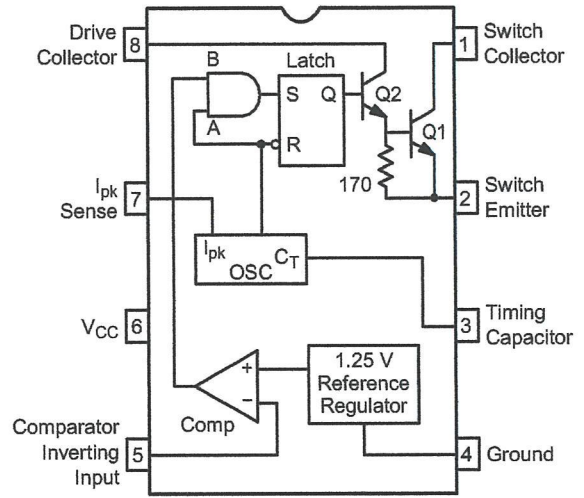 Drive
Collector
8
1
Switch
Collector
B
A
Latch
S
Q
R
Q2
Q1
170
Ipk
Sense
7
2
Switch
Emitter
Ipk
CT
OSC
VCC
6
3
Timing
Capacitor
+
−
Comp
1.25 V
Reference
Regulator
Comparator
Inverting
Input
5
4
Ground